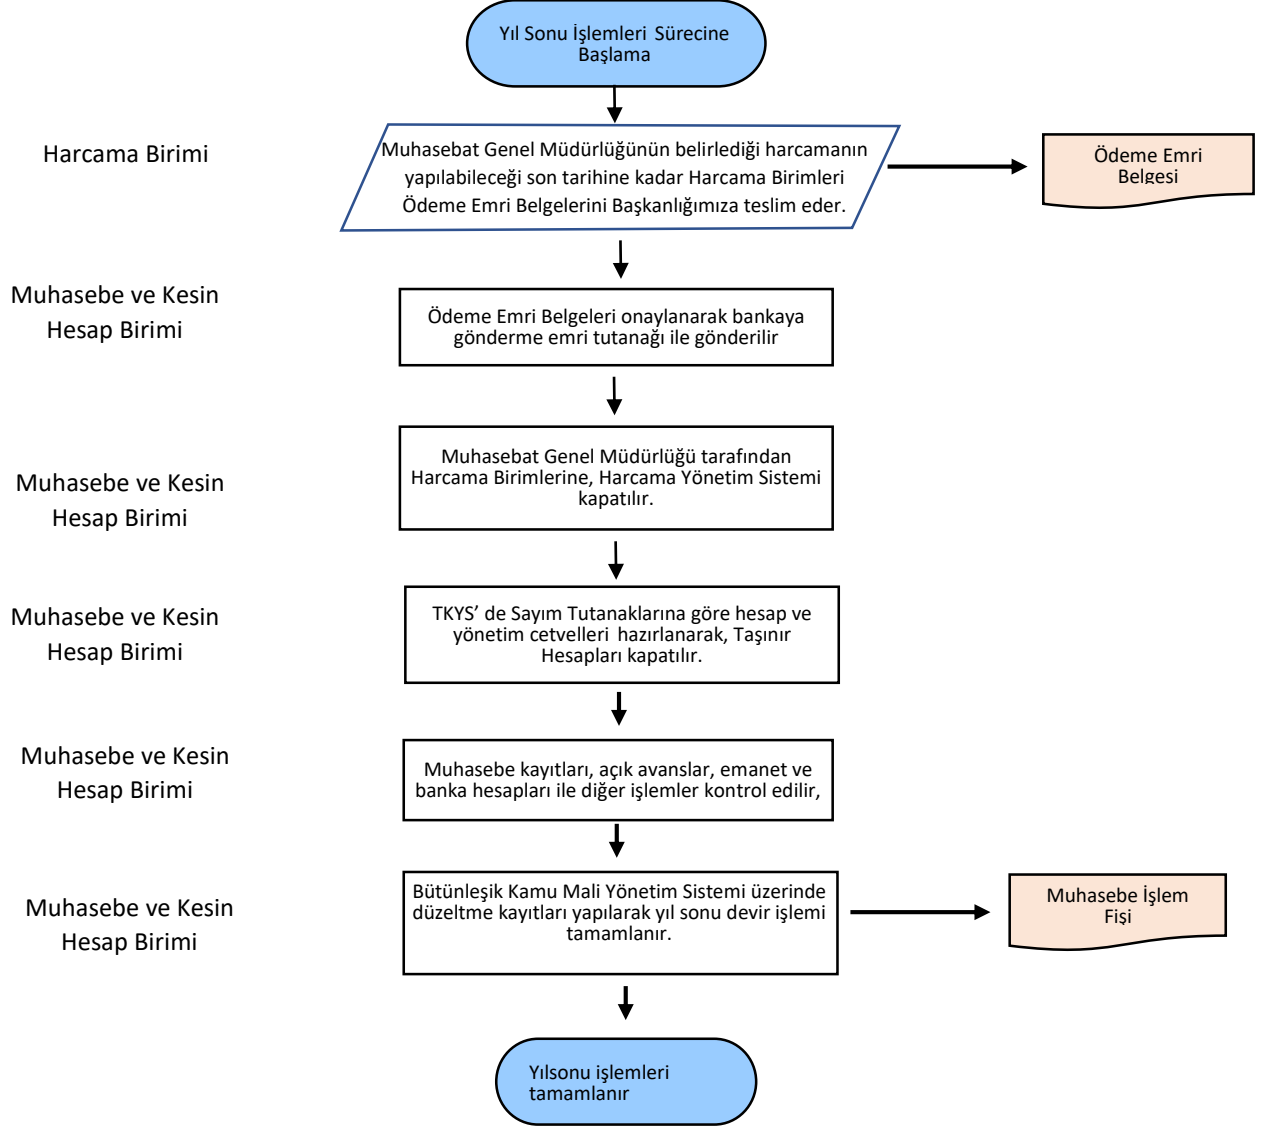 Yıl Sonu İşlemleri Sürecine
Başlama
Harcama Birimi
Muhasebat Genel Müdürlüğünün belirlediği harcamanın
yapılabileceği son tarihine kadar Harcama Birimleri
Ödeme Emri Belgelerini Başkanlığımıza teslim eder.
Ödeme Emri
Belgesi
Muhasebe ve Kesin
Hesap Birimi
Ödeme Emri Belgeleri onaylanarak bankaya
gönderme emri tutanağı ile gönderilir
Muhasebe ve Kesin
Hesap Birimi
Muhasebat Genel Müdürlüğü tarafından
Harcama Birimlerine, Harcama Yönetim Sistemi
kapatılır.
Muhasebe ve Kesin
Hesap Birimi
TKYS’ de Sayım Tutanaklarına göre hesap ve
yönetim cetvelleri hazırlanarak, Taşınır
Hesapları kapatılır.
Muhasebe ve Kesin
Hesap Birimi
Muhasebe kayıtları, açık avanslar, emanet ve
banka hesapları ile diğer işlemler kontrol edilir,
Muhasebe ve Kesin
Hesap Birimi
Bütünleşik Kamu Mali Yönetim Sistemi üzerinde
düzeltme kayıtları yapılarak yıl sonu devir işlemi
tamamlanır.
Muhasebe İşlem
Fişi
Yılsonu işlemleri
tamamlanır